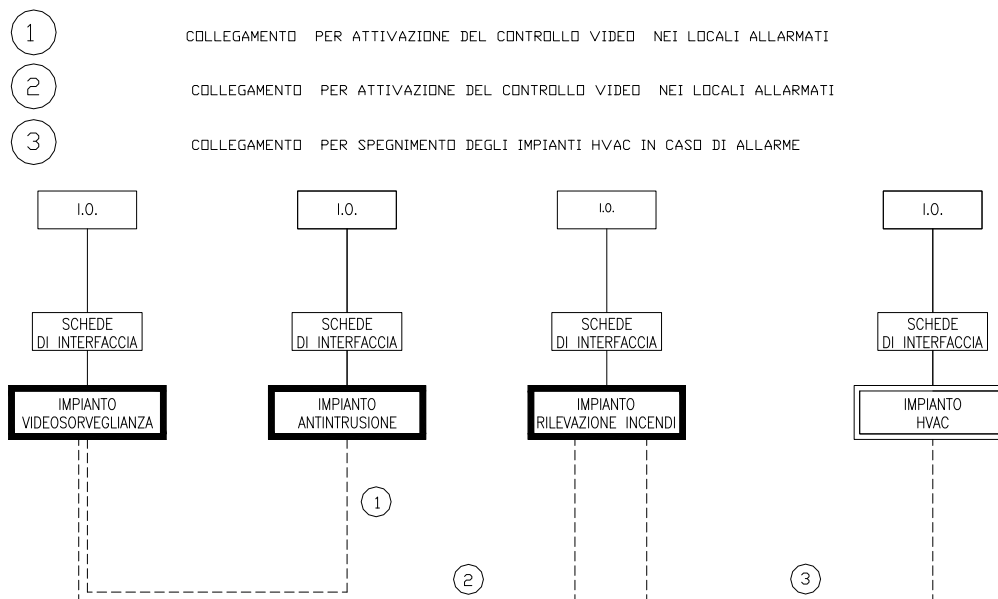 1 COLLEGAMENTO PER ATTIVAZIONE DEL CONTROLLO VIDEO NEI LOCALI ALLARMATI
2 COLLEGAMENTO PER ATTIVAZIONE DEL CONTROLLO VIDEO NEI LOCALI ALLARMATI
3 COLLEGAMENTO PER SPEGNIMENTO DEGLI IMPIANTI HVAC IN CASO DI ALLARME
I.O.
I.O.
I.O.
I.O.
SCHEDE
DI INTERFACCIA
SCHEDE
DI INTERFACCIA
SCHEDE
DI INTERFACCIA
SCHEDE
DI INTERFACCIA
IMPIANTO
VIDEOSORVEGLIANZA
IMPIANTO
ANTINTRUSIONE
IMPIANTO
RILEVAZIONE INCENDI
IMPIANTO
HVAC
1
2
3